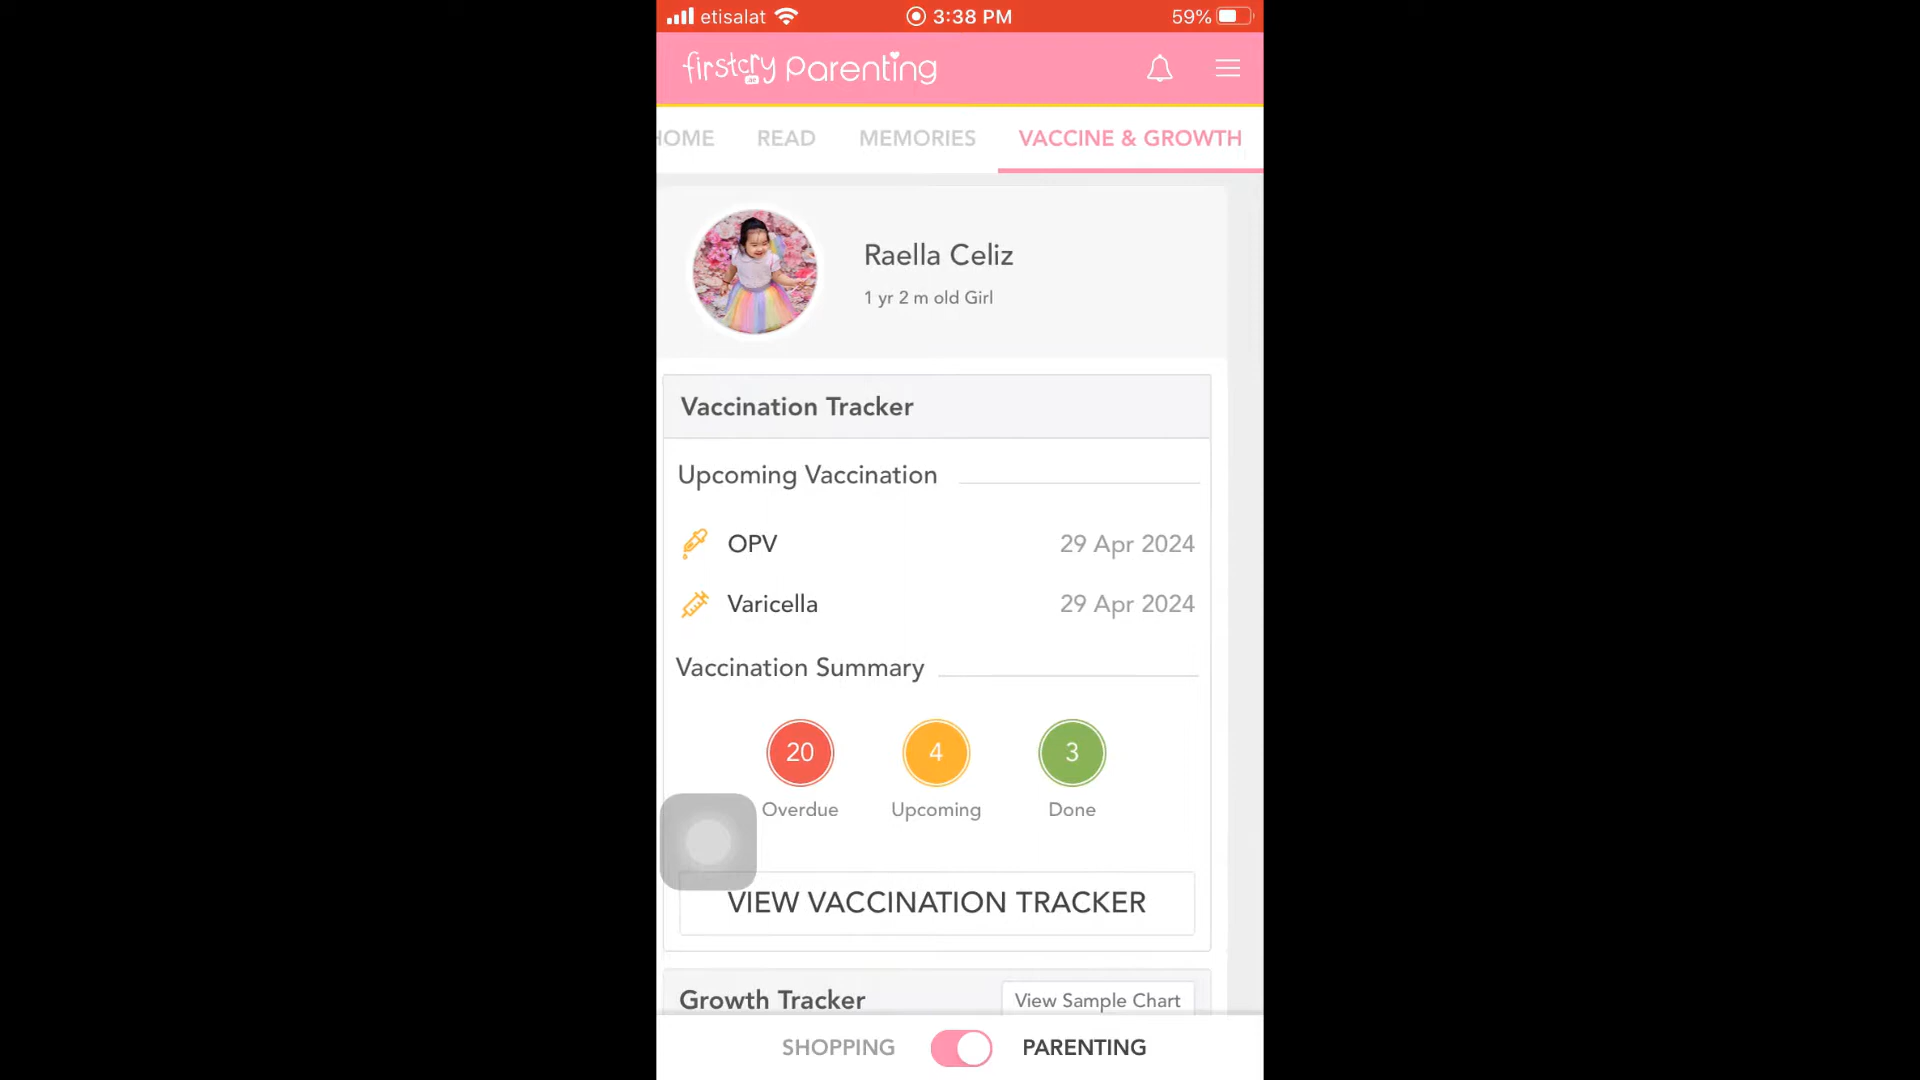 etisalat 3:38 PM 59%
firstcry ae Parenting
HOME READ MEMORIES VACCINE & GROWTH
Raella Celiz
1 yr 2 m old Girl
Vaccination Tracker
Upcoming Vaccination
OPV 29 Apr 2024
Varicella 29 Apr 2024
Vaccination Summary
20 4 3
Overdue Upcoming Done
VIEW VACCINATION TRACKER
Growth Tracker View Sample Chart
SHOPPING PARENTING